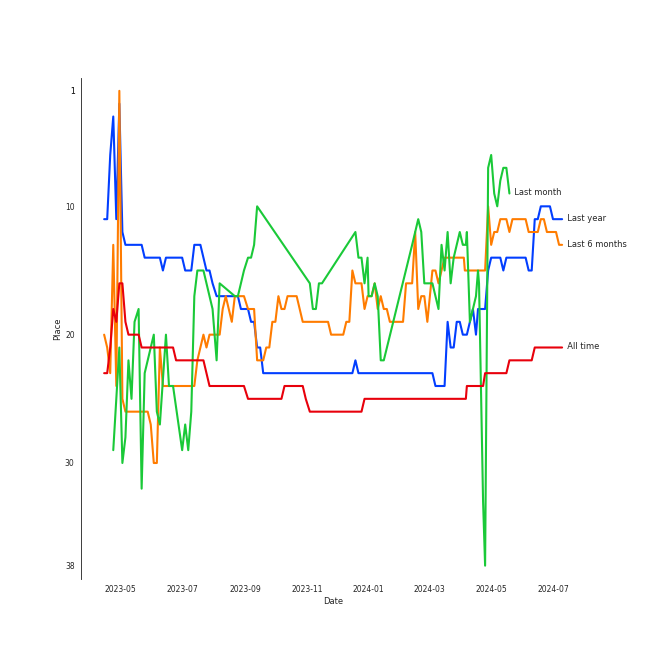 1
10
20
30
38
Place
Last month
Last year
Last 6 months
All time
2023-05
2023-07
2023-09
2023-11
2024-01
2024-03
2024-05
2024-07
Date